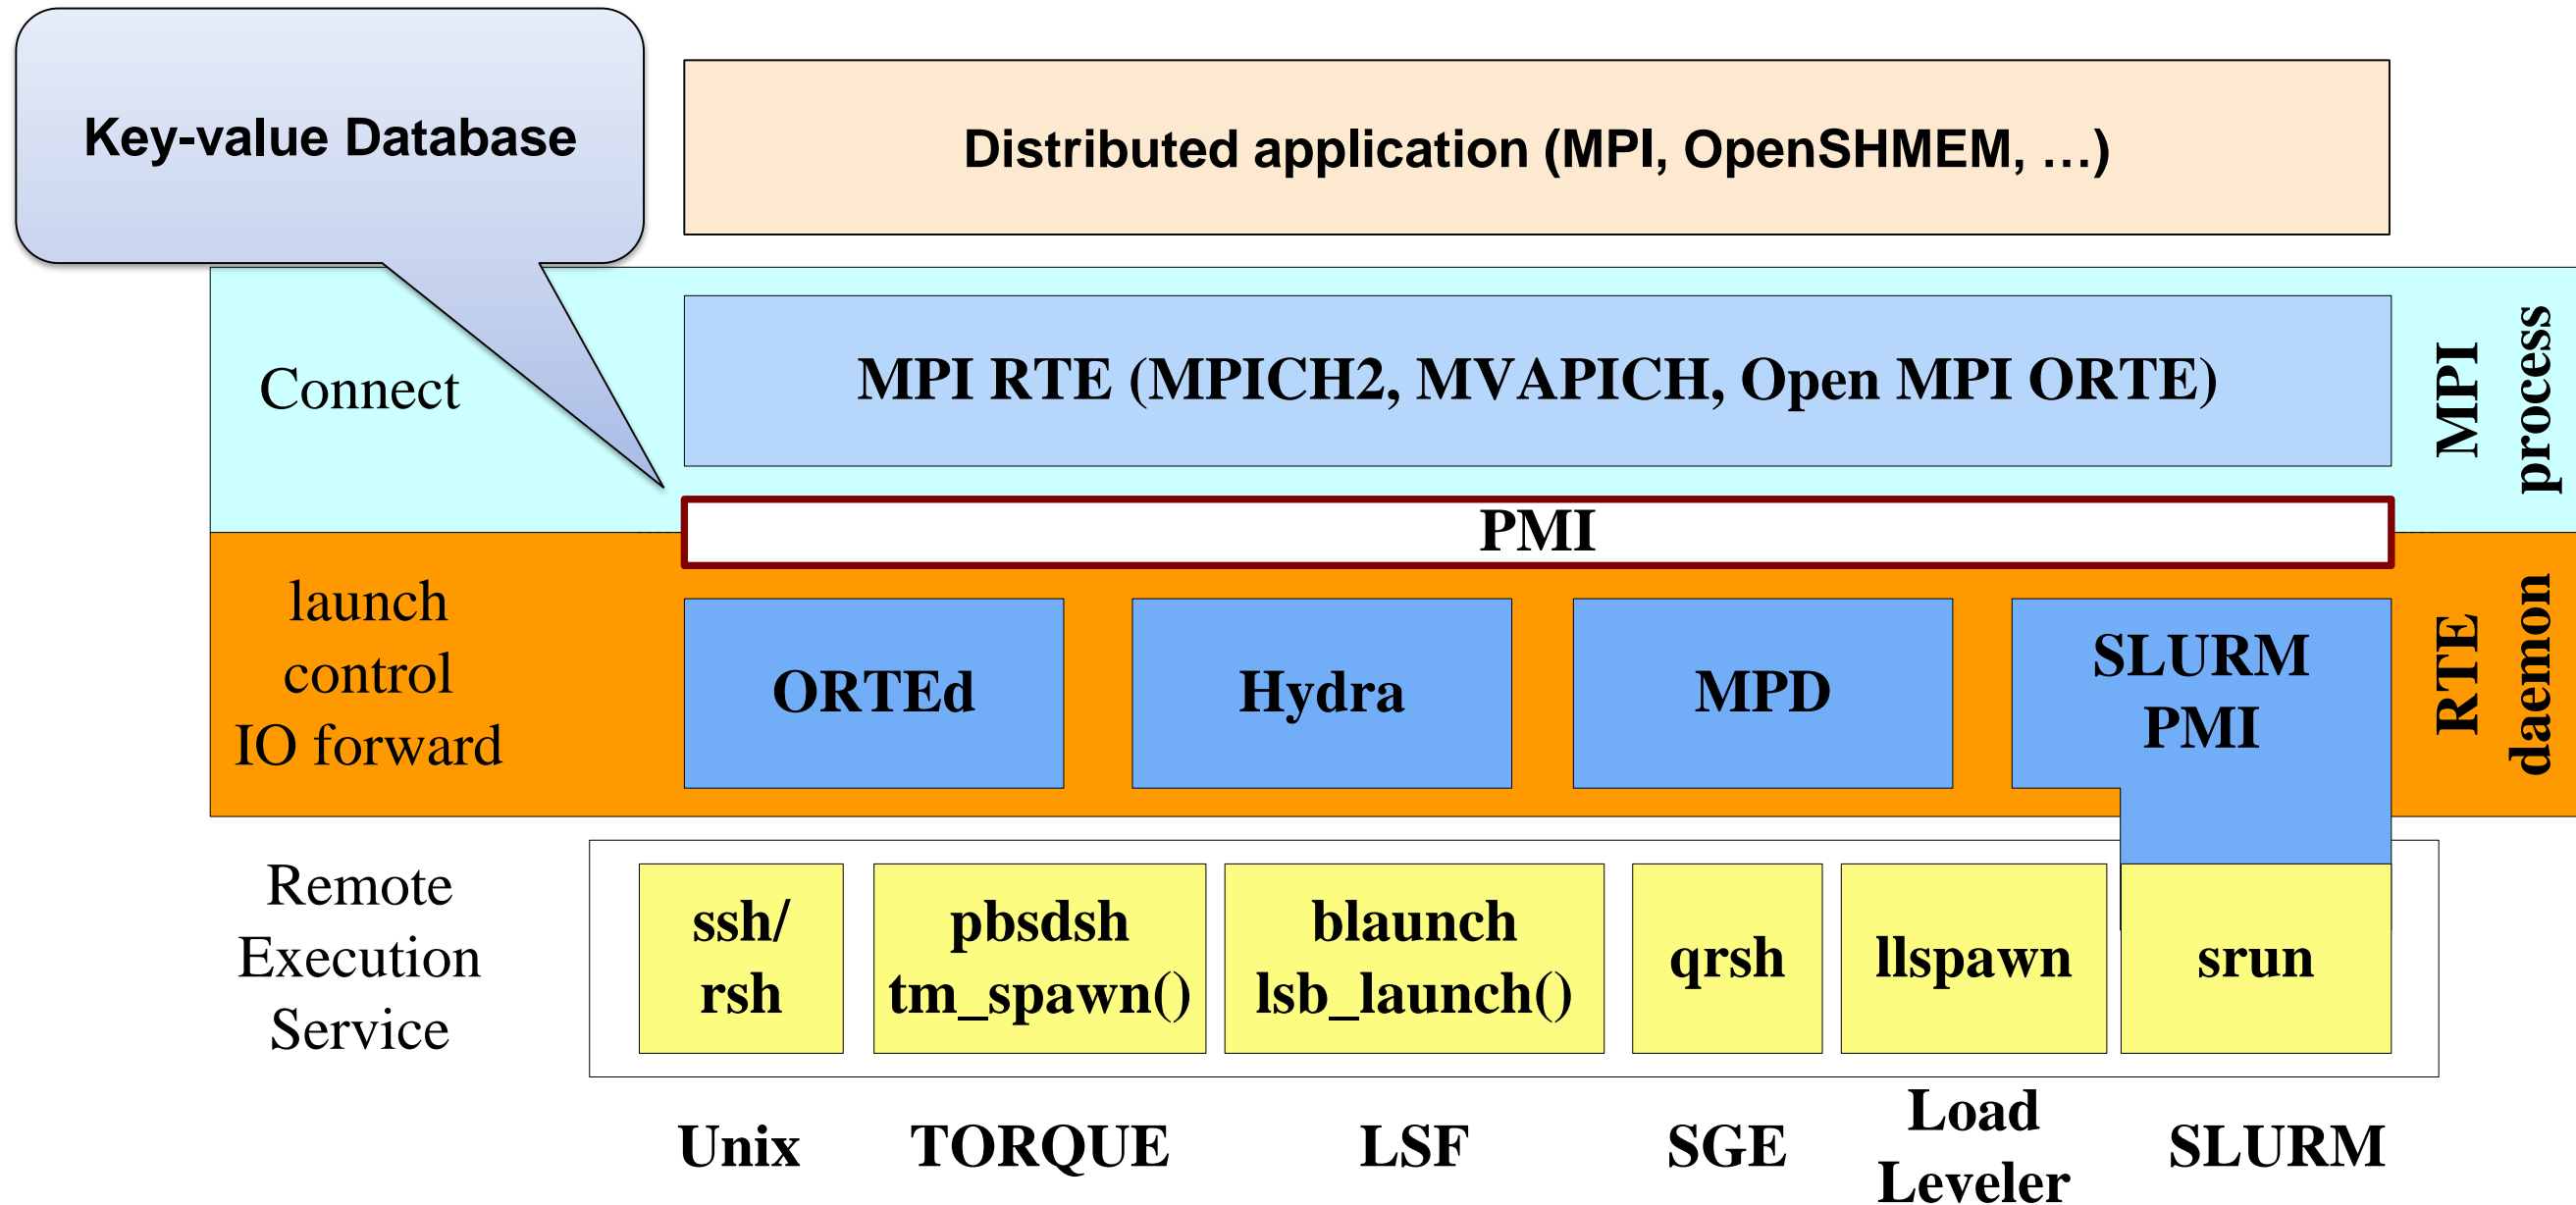 Key-value Database
Distributed application (MPI, OpenSHMEM, …)
Connect
MPI RTE (MPICH2, MVAPICH, Open MPI ORTE)
MPI
process
PMI
launch
control
IO forward
ORTEd
Hydra
MPD
SLURM
PMI
RTE
daemon
Remote
Execution
Service
ssh/
rsh
pbsdsh
tm_spawn()
blaunch
lsb_launch()
qrsh
llspawn
srun
Unix
TORQUE
LSF
SGE
Load
Leveler
SLURM